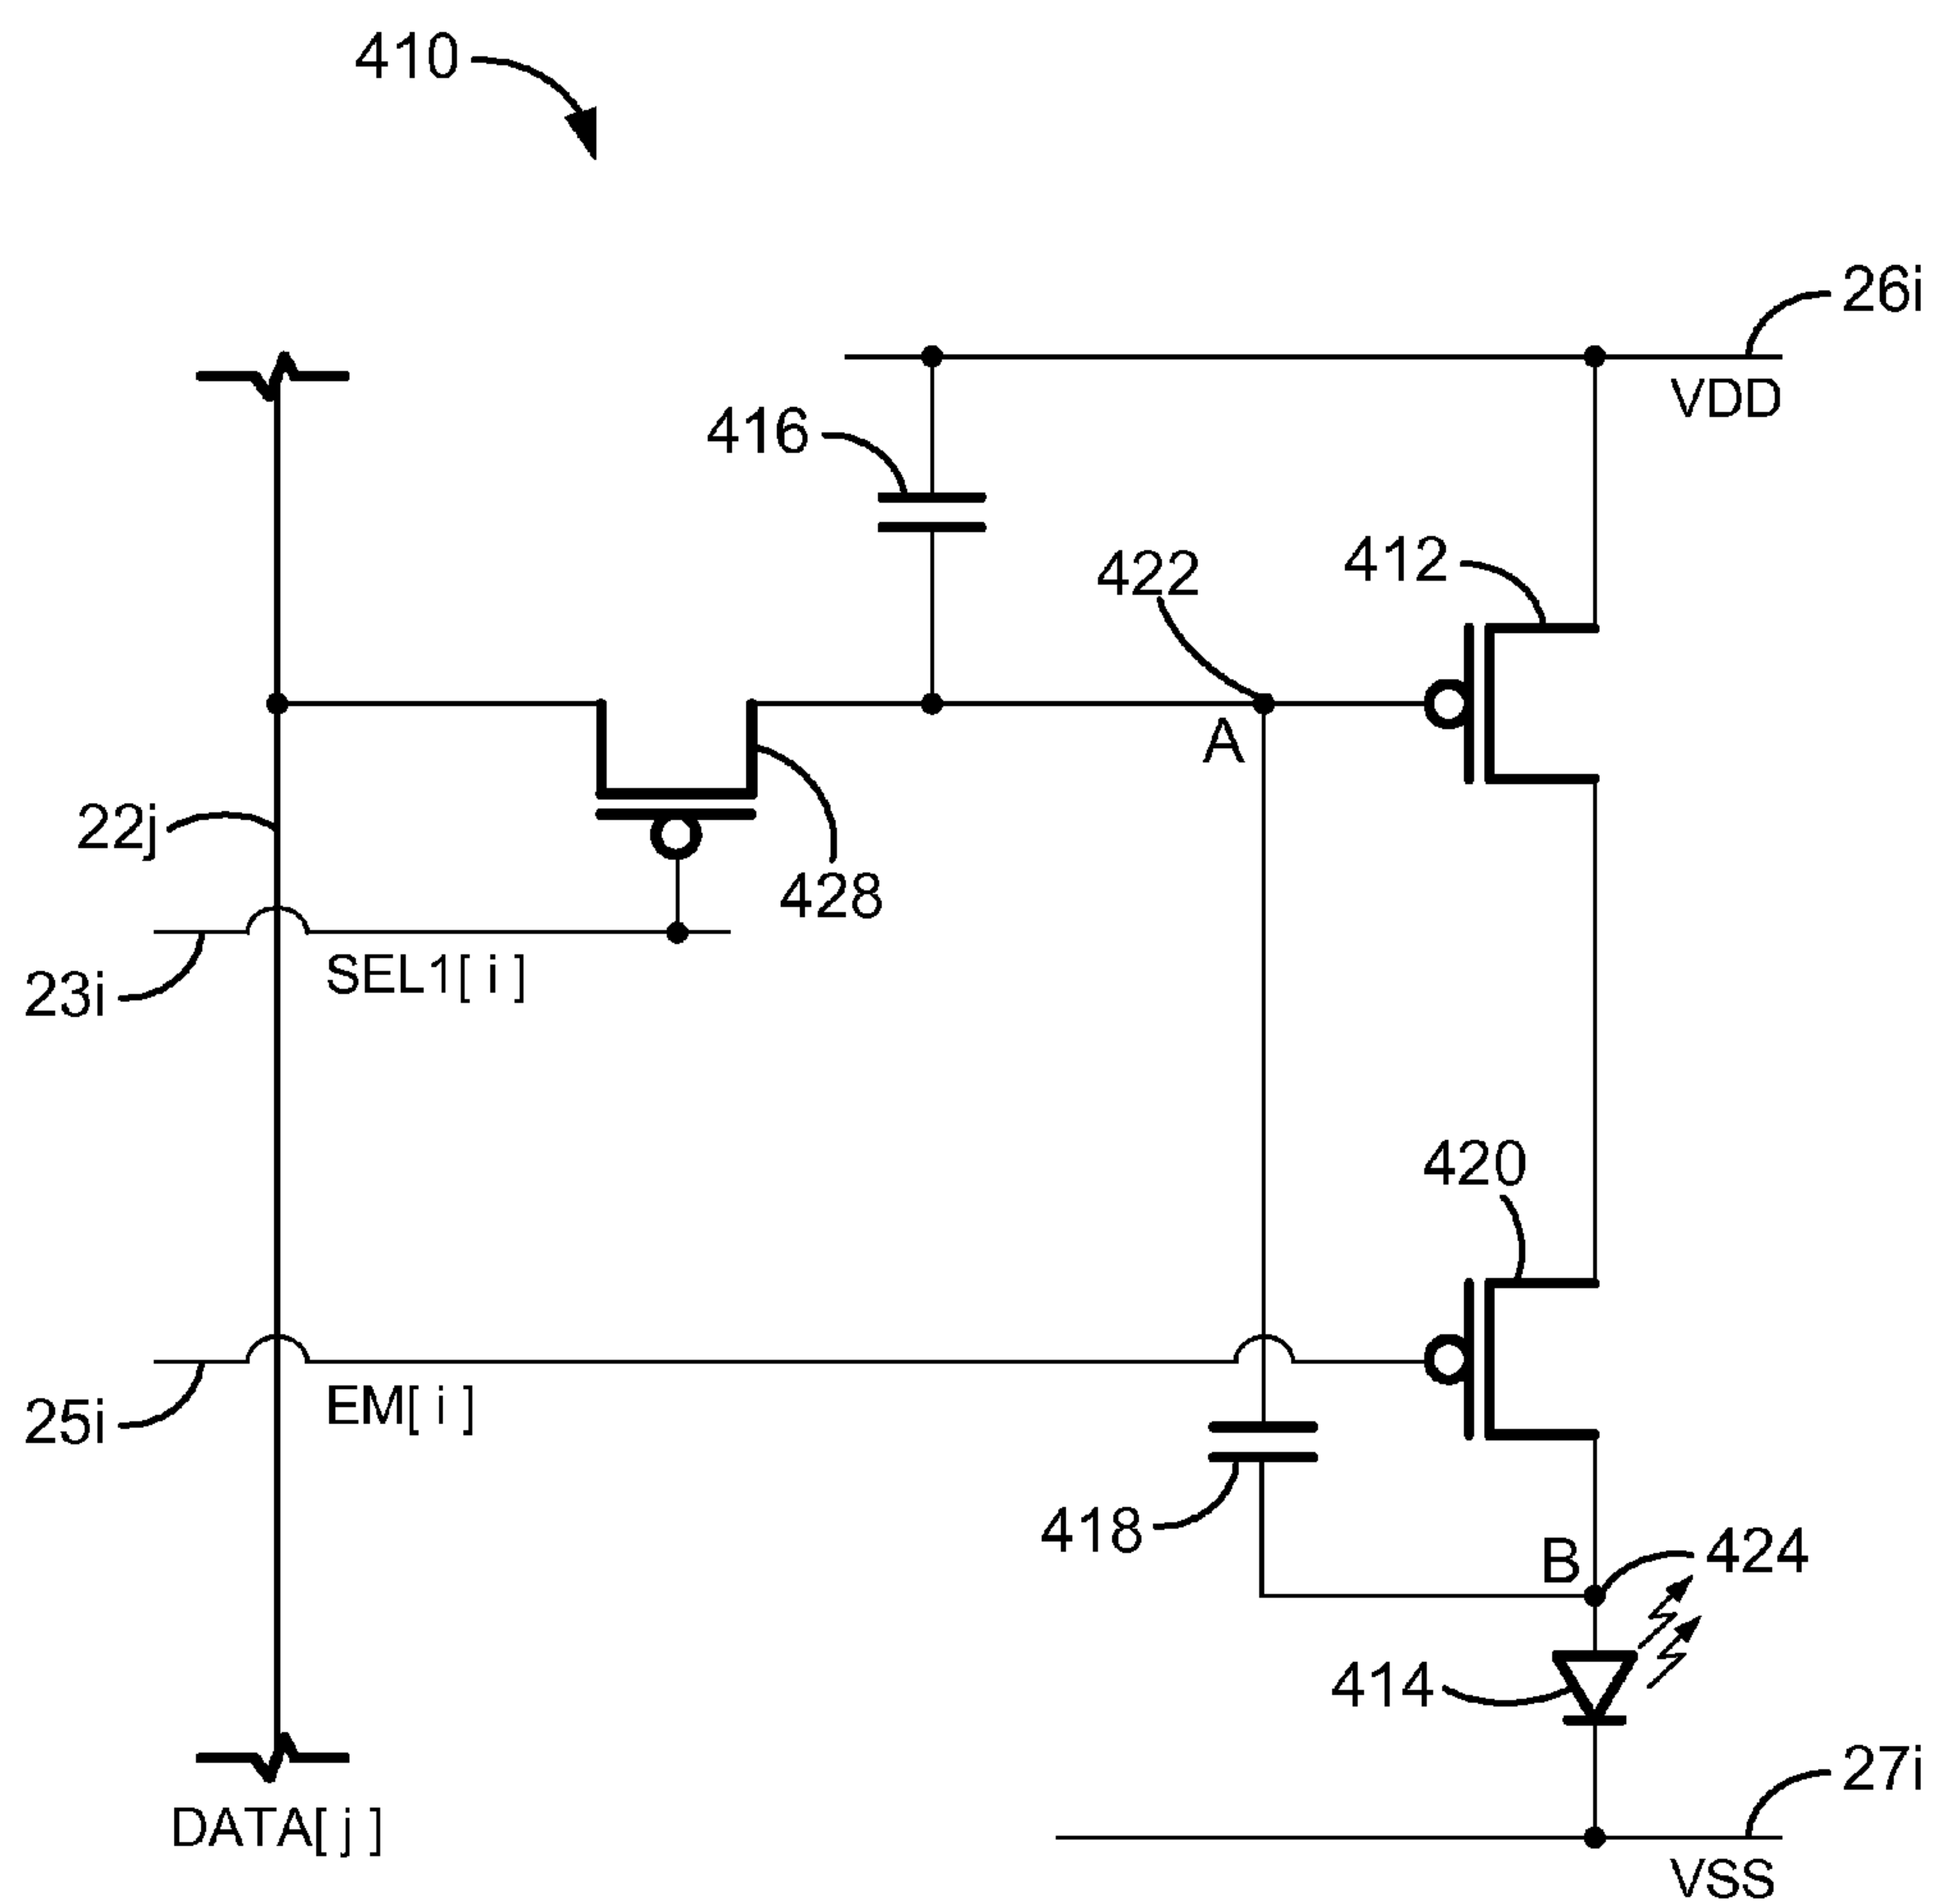 410
26i
VDD
416
422
412
A
22j
428
SEL1[ i ]
23i
420
EM[ i ]
25i
418
B
424
414
27i
DATA[ j ]
VSS